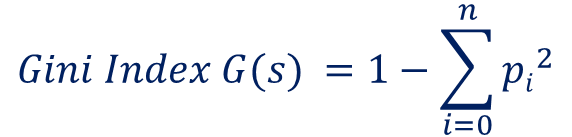 Gini Index G(s) = 1 − ∑_{i=0}^{n} p_i²